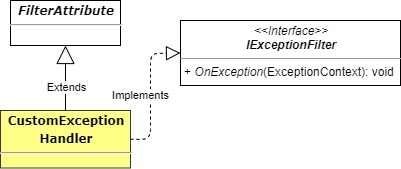 FilterAttribute
<<Interface>>
IExceptionFilter
+ OnException(ExceptionContext): void
Extends
Implements
CustomException
Handler